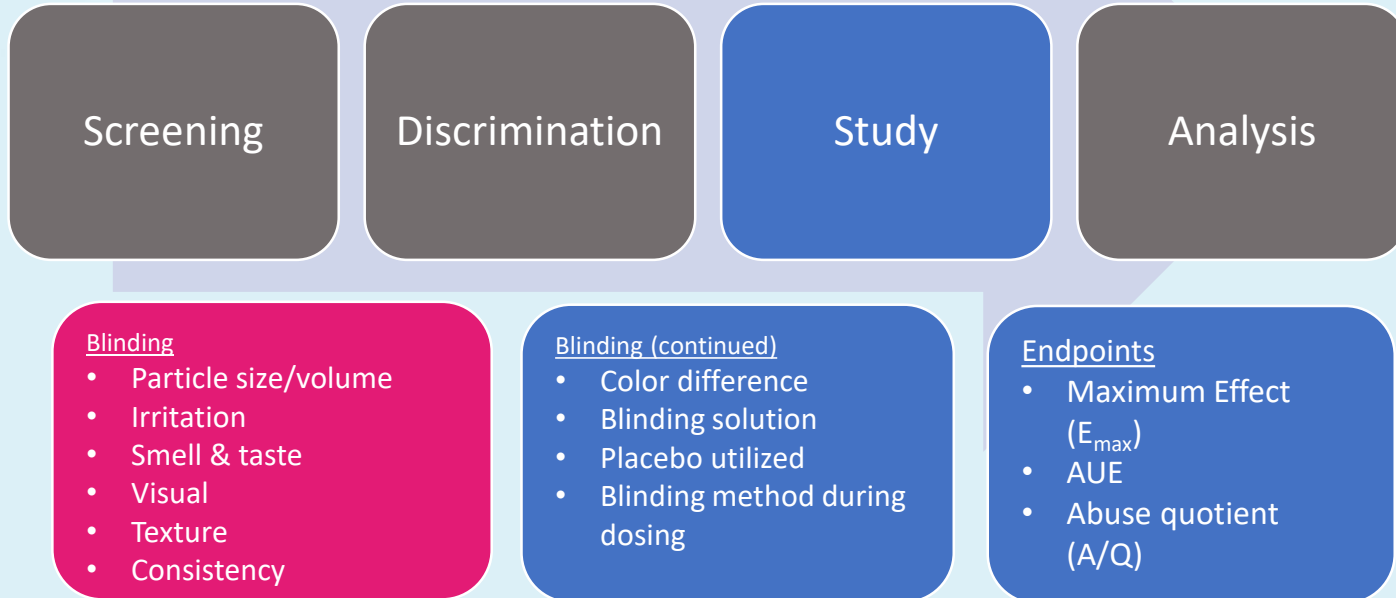 Screening
Discrimination
Study
Analysis
Blinding
• Particle size/volume
• Irritation
• Smell & taste
• Visual
• Texture
• Consistency
Blinding (continued)
• Color difference
• Blinding solution
• Placebo utilized
• Blinding method during
dosing
Endpoints
• Maximum Effect
(Emax)
• AUE
• Abuse quotient
(A/Q)